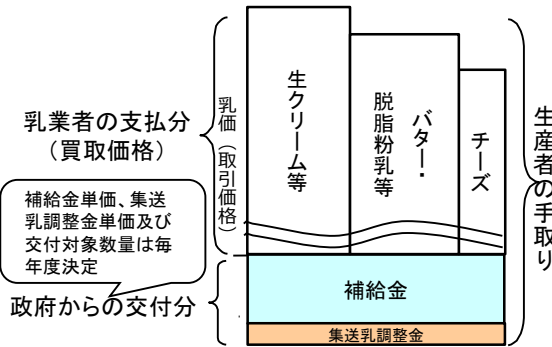 乳業者の支払分
（買取価格）
乳価（取引価格）
生クリーム等
バター・
脱脂粉乳等
チーズ
生産者の手取り
補給金単価、集送
乳調整金単価及び
交付対象数量は毎
年度決定
政府からの交付分
補給金
集送乳調整金